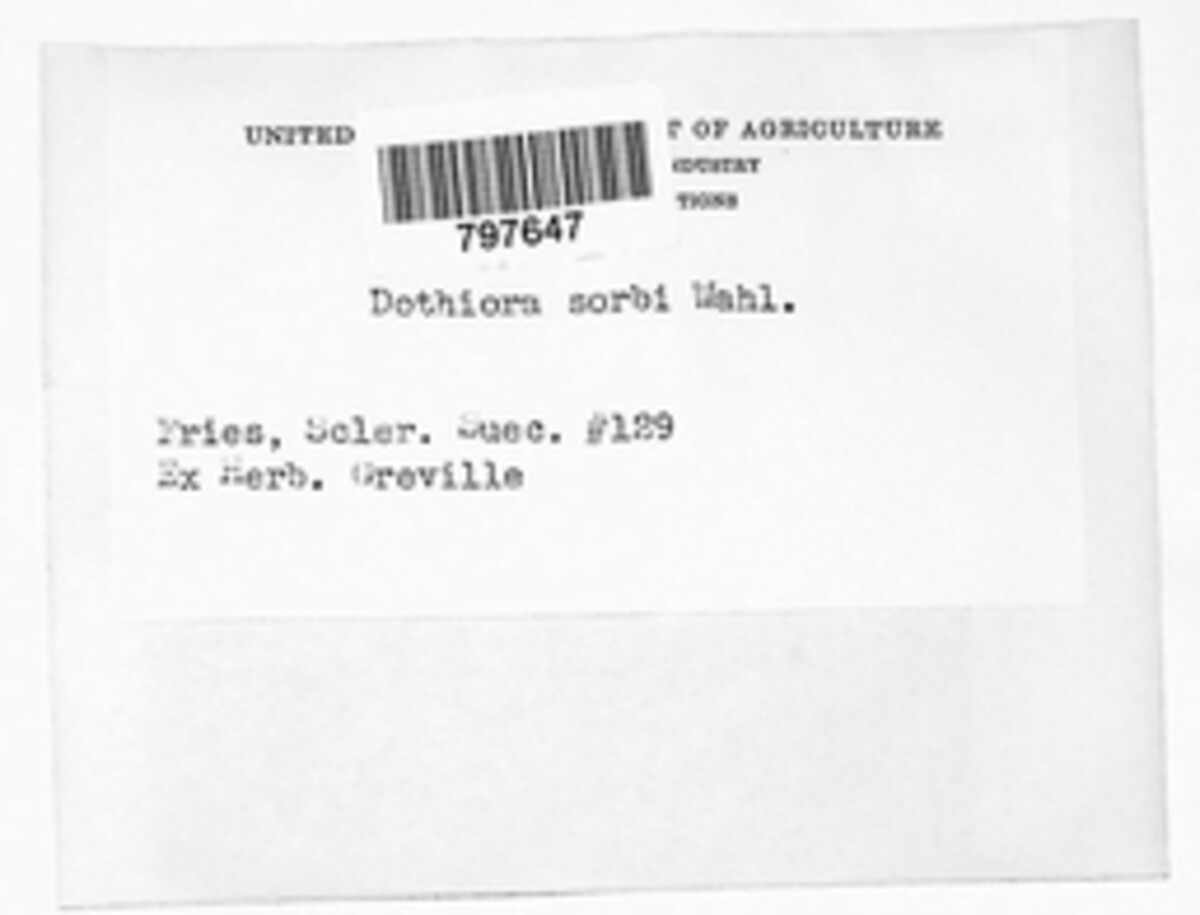 UNITED T OF AGRICULTURE
DUSTRY
TIONS
797647
Dothiora sorbi Wahl.
Fries, Scler. Suec. #129
Ex Herb. Greville